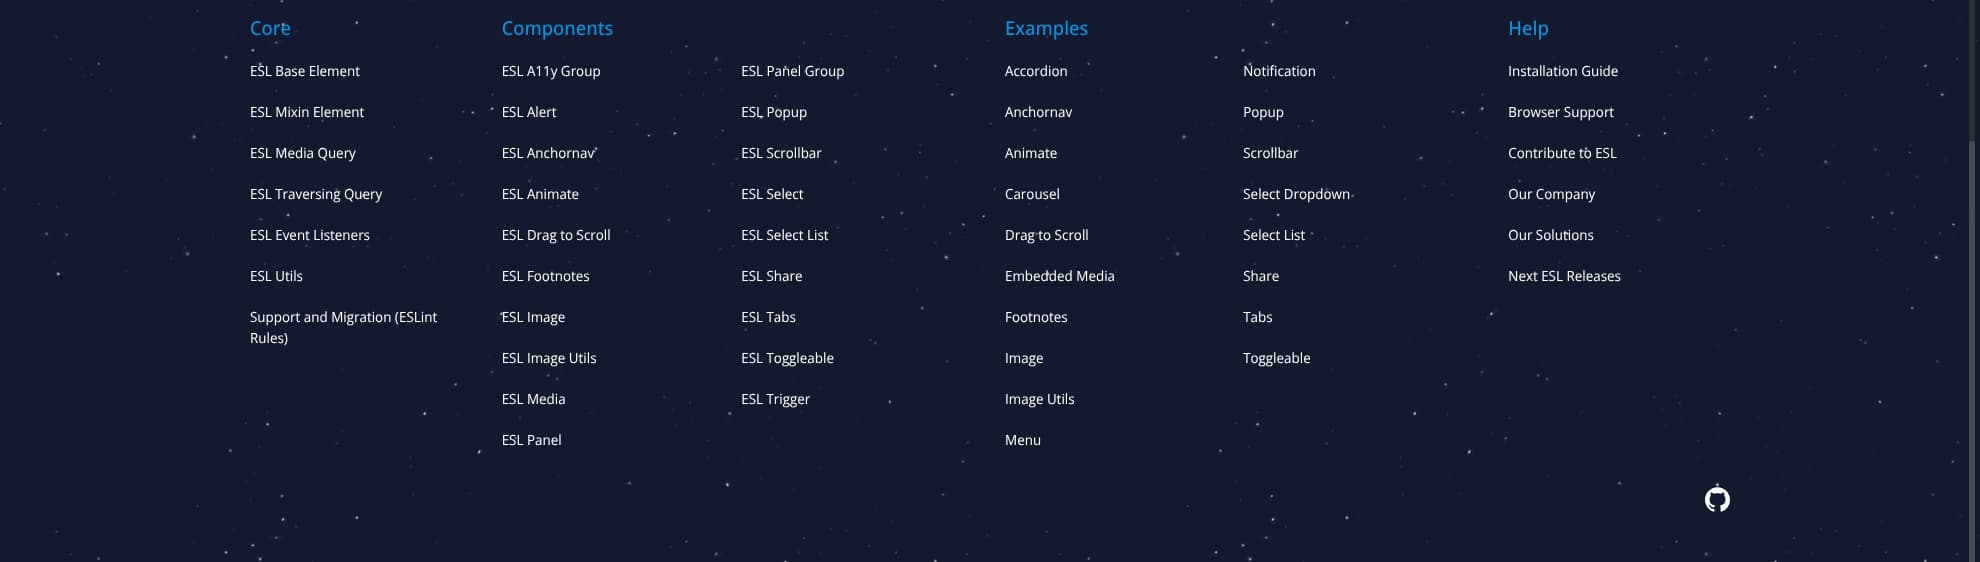 Core
ESL Base Element
ESL Mixin Element
ESL Media Query
ESL Traversing Query
ESL Event Listeners
ESL Utils
Support and Migration (ESLint
Rules)
Components
ESL A11y Group
ESL Alert
ESL Anchornav
ESL Animate
ESL Drag to Scroll
ESL Footnotes
ESL Image
ESL Image Utils
ESL Media
ESL Panel
ESL Panel Group
ESL Popup
ESL Scrollbar
ESL Select
ESL Select List
ESL Share
ESL Tabs
ESL Toggleable
ESL Trigger
Examples
Accordion
Anchornav
Animate
Carousel
Drag to Scroll
Embedded Media
Footnotes
Image
Image Utils
Menu
Notification
Popup
Scrollbar
Select Dropdown
Select List
Share
Tabs
Toggleable
Help
Installation Guide
Browser Support
Contribute to ESL
Our Company
Our Solutions
Next ESL Releases